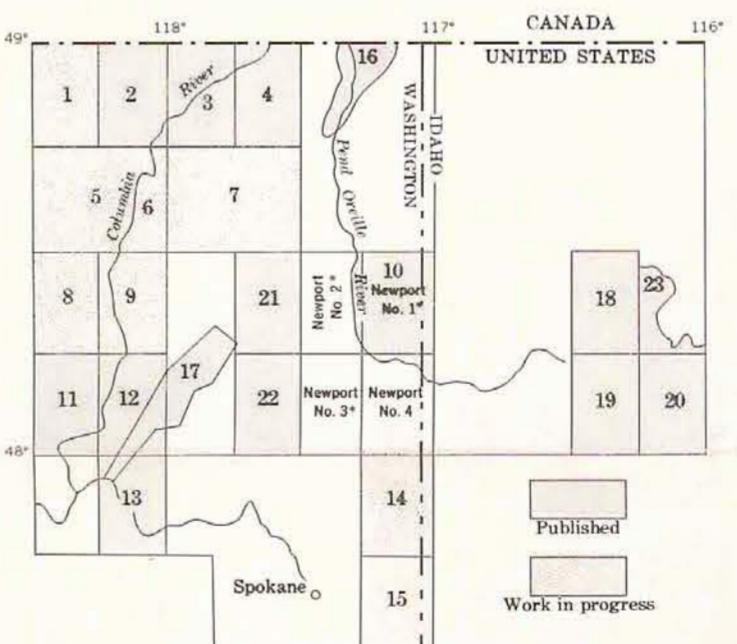 CANADA
118° 117° 116°
49°
UNITED STATES
1 2 River 3 4 16
WASHINGTON
IDAHO
5 Columbia 6 7 Pend Oreille
River
8 9 21 Newport
No. 2* 10
Newport
No. 1* 18 23
11 12 17 22 Newport
No. 3* Newport
No. 4 19 20
48°
13 14
Published
Spokane 15
Work in progress